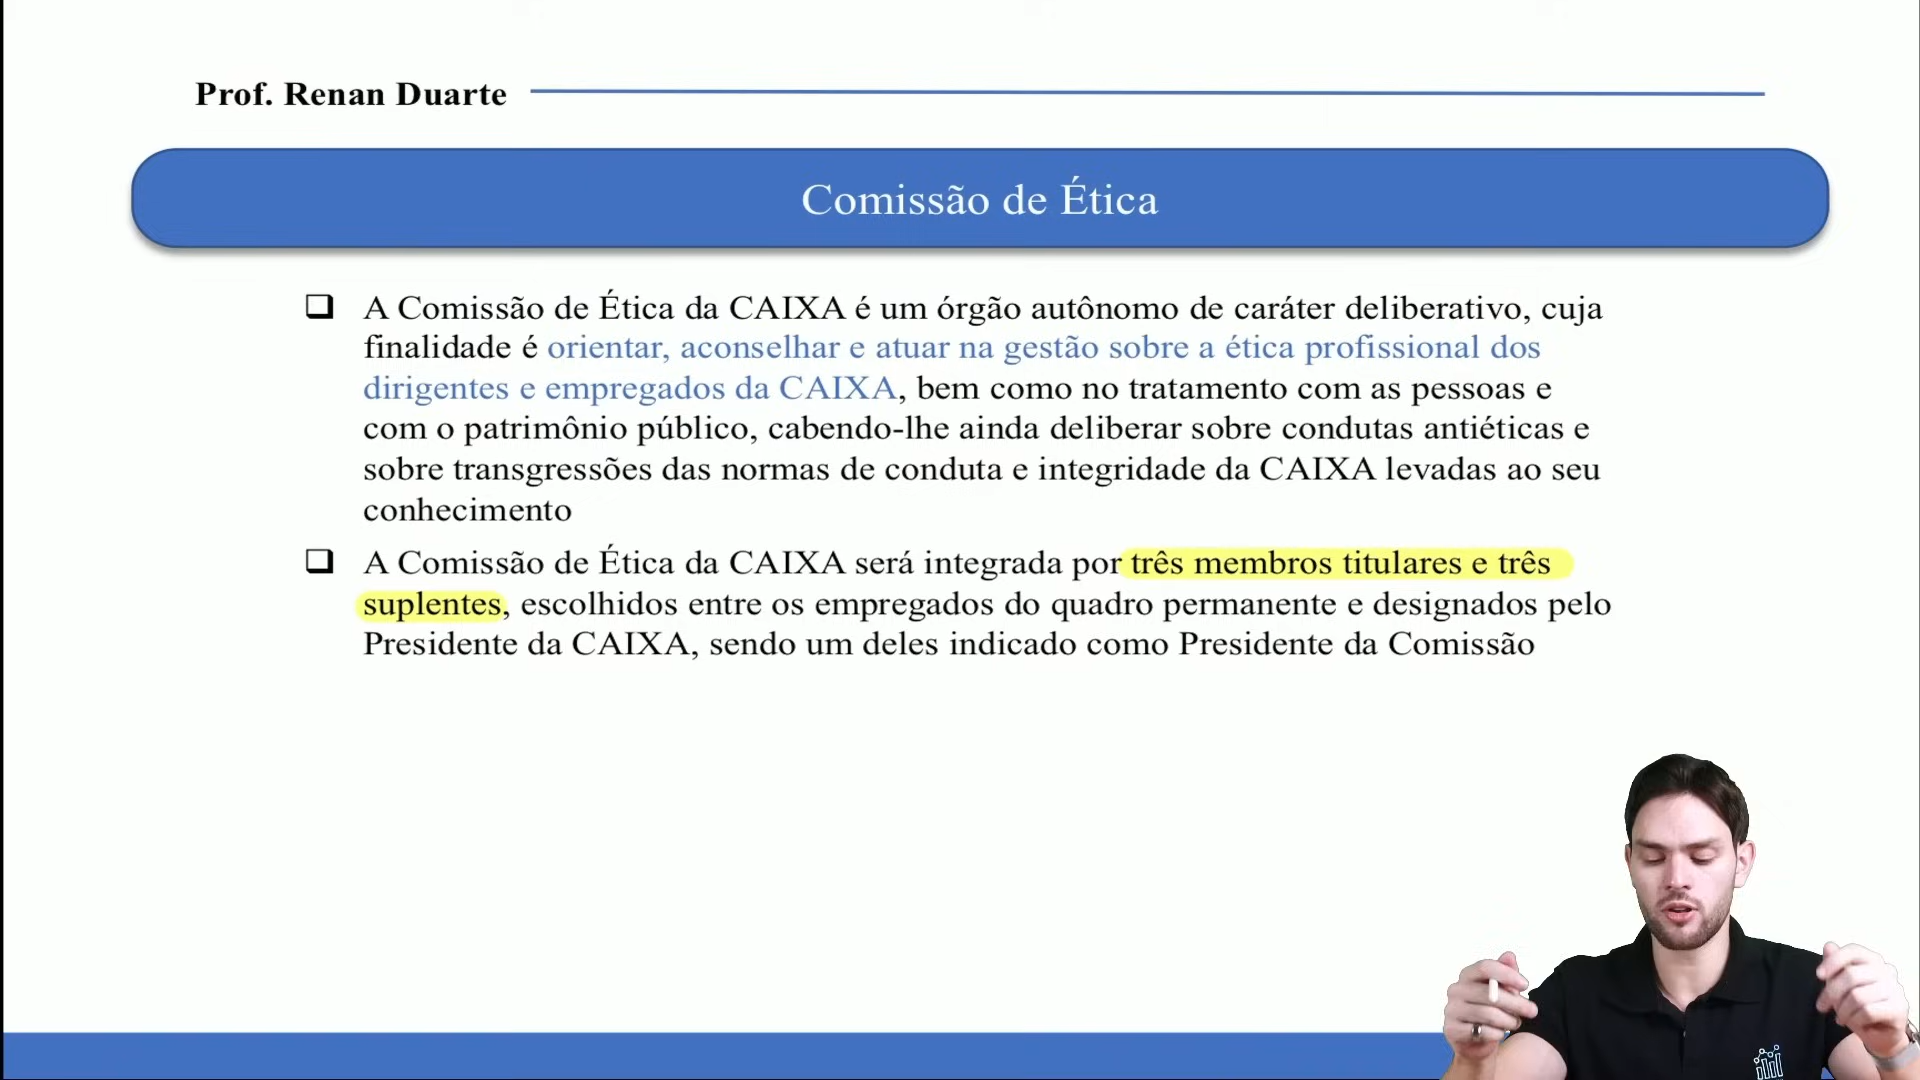 Prof. Renan Duarte
Comissão de Ética
A Comissão de Ética da CAIXA é um órgão autônomo de caráter deliberativo, cuja
finalidade é orientar, aconselhar e atuar na gestão sobre a ética profissional dos
dirigentes e empregados da CAIXA, bem como no tratamento com as pessoas e
com o patrimônio público, cabendo-lhe ainda deliberar sobre condutas antiéticas e
sobre transgressões das normas de conduta e integridade da CAIXA levadas ao seu
conhecimento
A Comissão de Ética da CAIXA será integrada por três membros titulares e três
suplentes, escolhidos entre os empregados do quadro permanente e designados pelo
Presidente da CAIXA, sendo um deles indicado como Presidente da Comissão